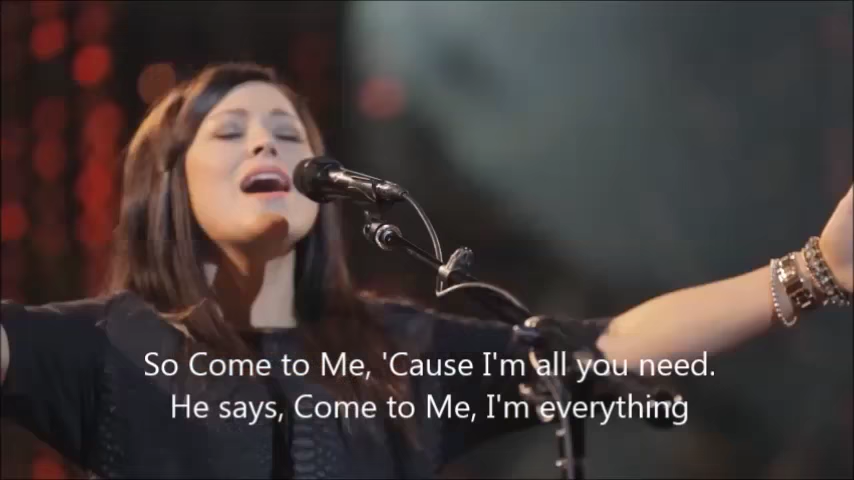 So Come to Me, 'Cause I'm all you need.
He says, Come to Me, I'm everything